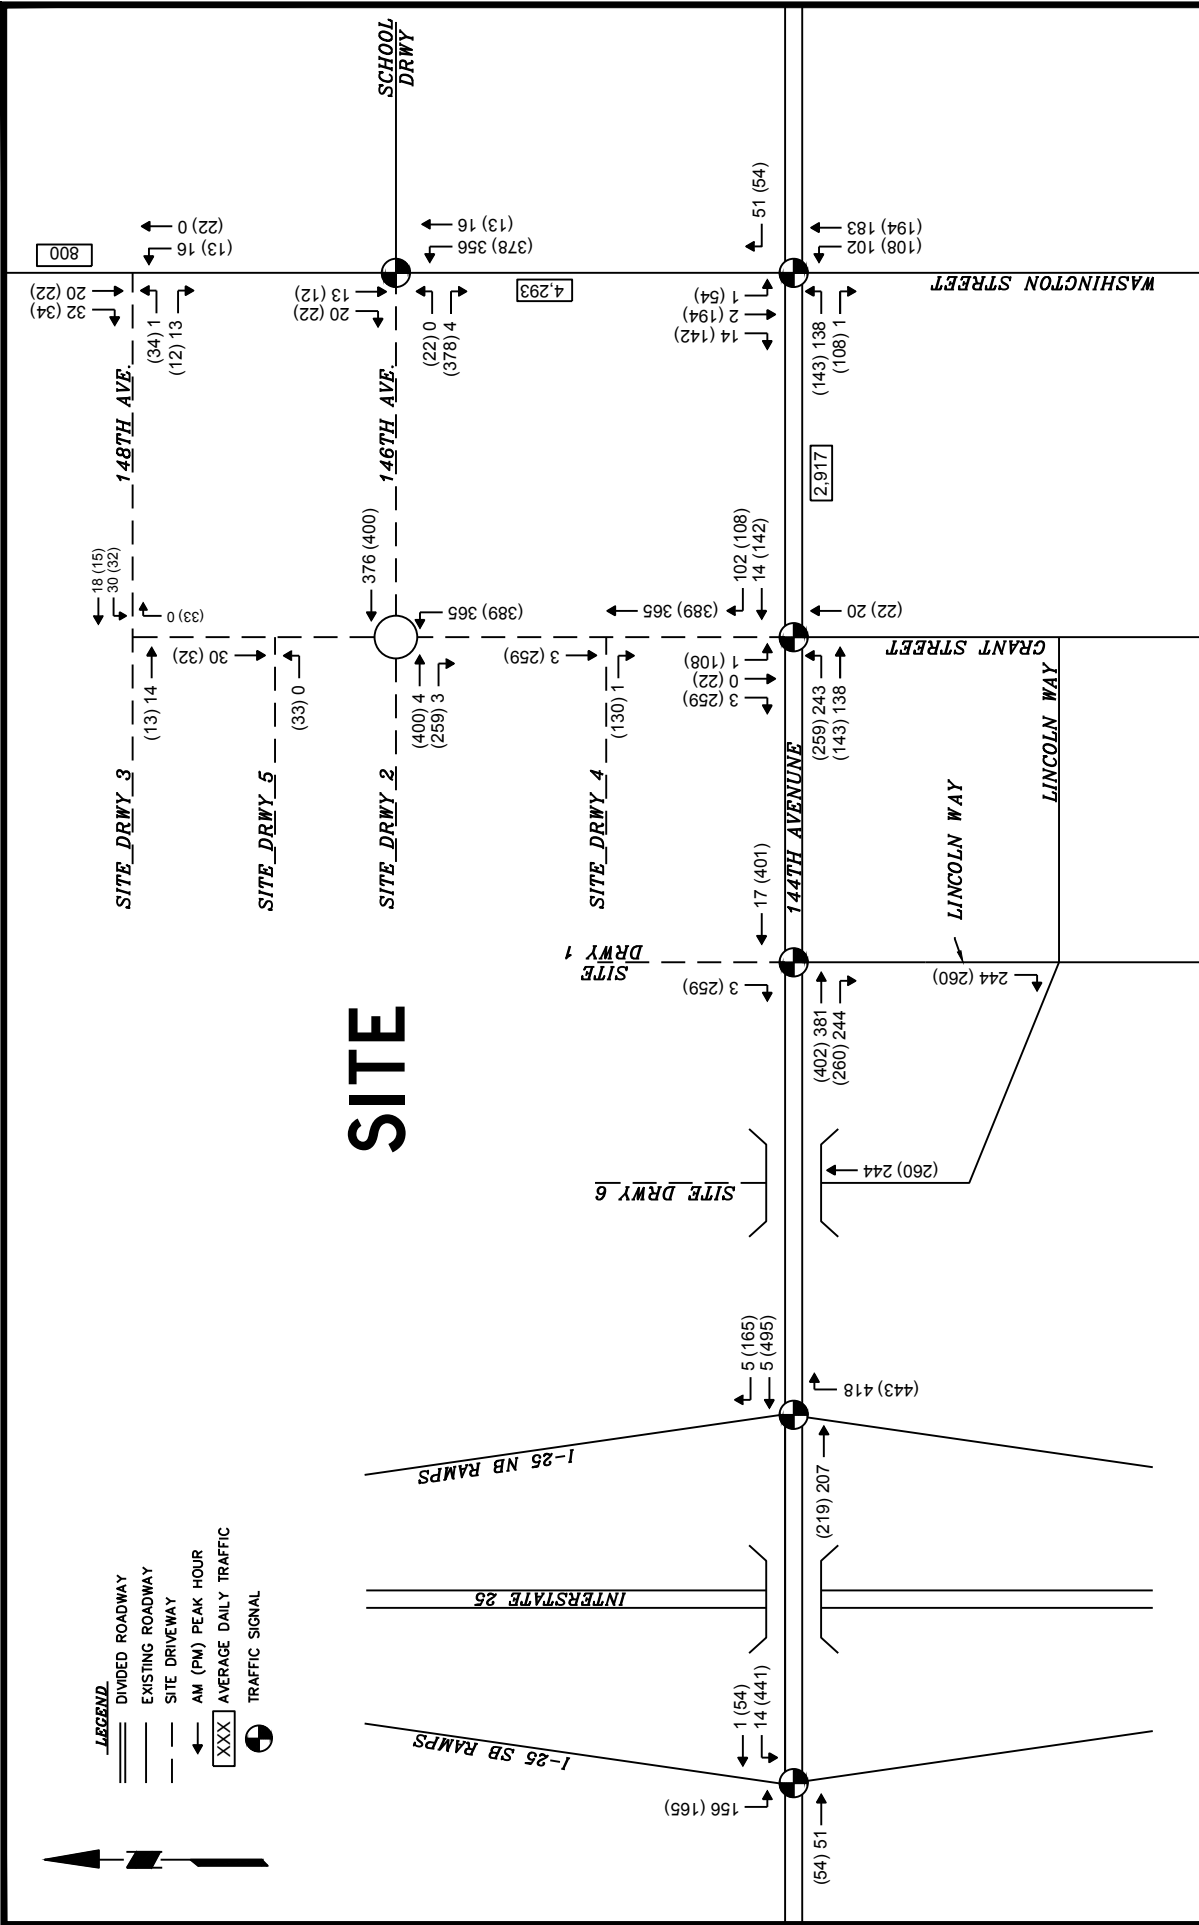 SCHOOL
DRWY
800
(22) 0
(13) 16
20 (22)
32 (34)
(34) 1
(12) 13
148TH AVE.
(13) 16
(378) 356
13 (12)
20 (22)
(22) 0
(378) 4
4,293
146TH AVE.
51 (54)
(194) 183
(108) 102
WASHINGTON STREET
1 (54)
2 (194)
14 (142)
(143) 138
(108) 1
2,917
18 (15)
30 (32)
(33) 0
(13) 14
30 (32)
(33) 0
376 (400)
(389) 365
(400) 4
(259) 3
(389) 365
3 (259)
(130) 1
102 (108)
14 (142)
(22) 20
GRANT STREET
1 (108)
0 (22)
3 (259)
(259) 243
(143) 138
LINCOLN WAY
SITE DRWY 3
SITE DRWY 5
SITE DRWY 2
SITE DRWY 4
144TH AVENUNE
LINCOLN WAY
17 (401)
SITE
DRWY 1
3 (259)
(402) 381
(260) 244
244 (260)
SITE
SITE DRWY 6
(260) 244
5 (165)
5 (495)
(443) 418
I-25 NB RAMPS
(219) 207
INTERSTATE 25
1 (54)
14 (441)
I-25 SB RAMPS
156 (165)
(54) 51
LEGEND
DIVIDED ROADWAY
EXISTING ROADWAY
SITE DRIVEWAY
AM (PM) PEAK HOUR
XXX AVERAGE DAILY TRAFFIC
TRAFFIC SIGNAL
N